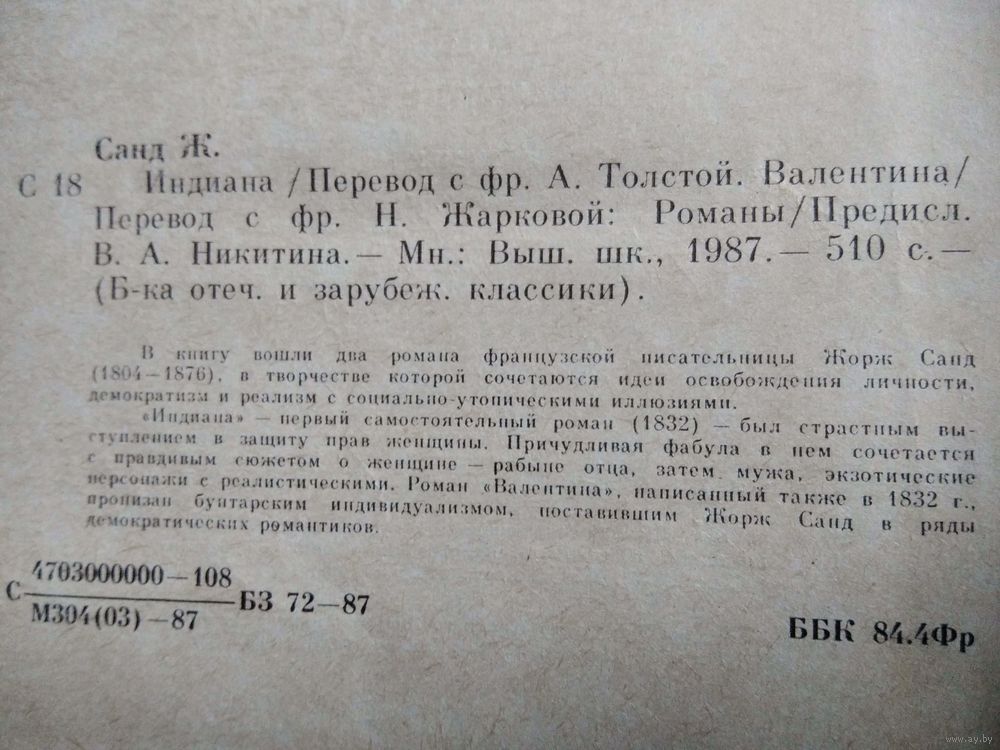 Санд Ж.
С 18 Индиана /Перевод с фр. А. Толстой. Валентина/
Перевод с фр. Н. Жарковой: Романы/Предисл.
В. А. Никитина.— Мн.: Выш. шк., 1987.— 510 с.—
(Б-ка отеч. и зарубеж. классики).
В книгу вошли два романа французской писательницы Жорж Санд
(1804—1876), в творчестве которой сочетаются идеи освобождения личности,
демократизм и реализм с социально-утопическими иллюзиями.
«Индиана» — первый самостоятельный роман (1832) — был страстным вы-
ступлением в защиту прав женщины. Причудливая фабула в нем сочетается
с правдивым сюжетом о женщине — рабыне отца, затем мужа, экзотические
персонажи с реалистическими. Роман «Валентина», написанный также в 1832 г.,
пронизан бунтарским индивидуализмом, поставившим Жорж Санд в ряды
демократических романтиков.
С 4703000000—108
М304(03)—87 БЗ 72—87
ББК 84.4Фр
www.ay.by